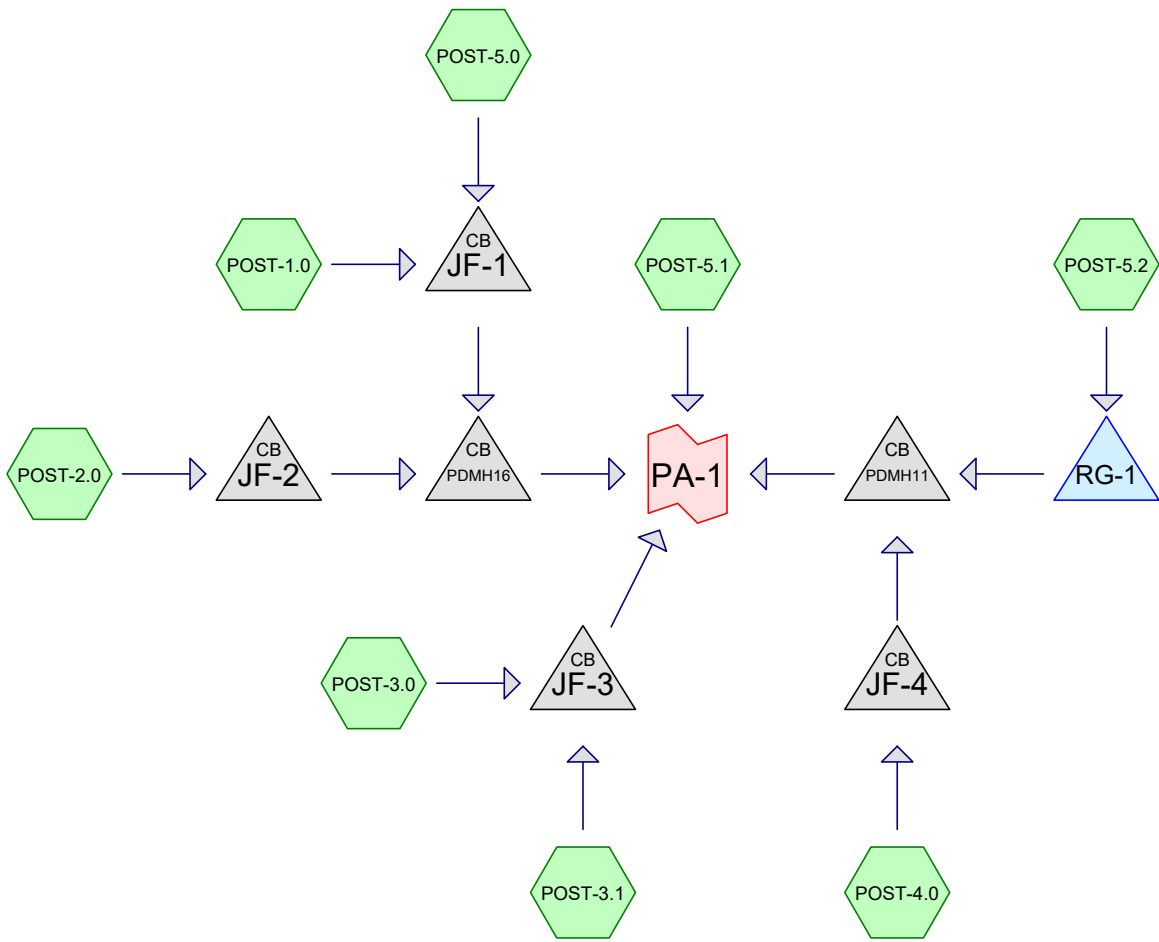 POST-5.0
POST-1.0
CB
JF-1
POST-5.1
POST-5.2
POST-2.0
CB
JF-2
CB
PDMH16
PA-1
CB
PDMH11
RG-1
POST-3.0
CB
JF-3
CB
JF-4
POST-3.1
POST-4.0